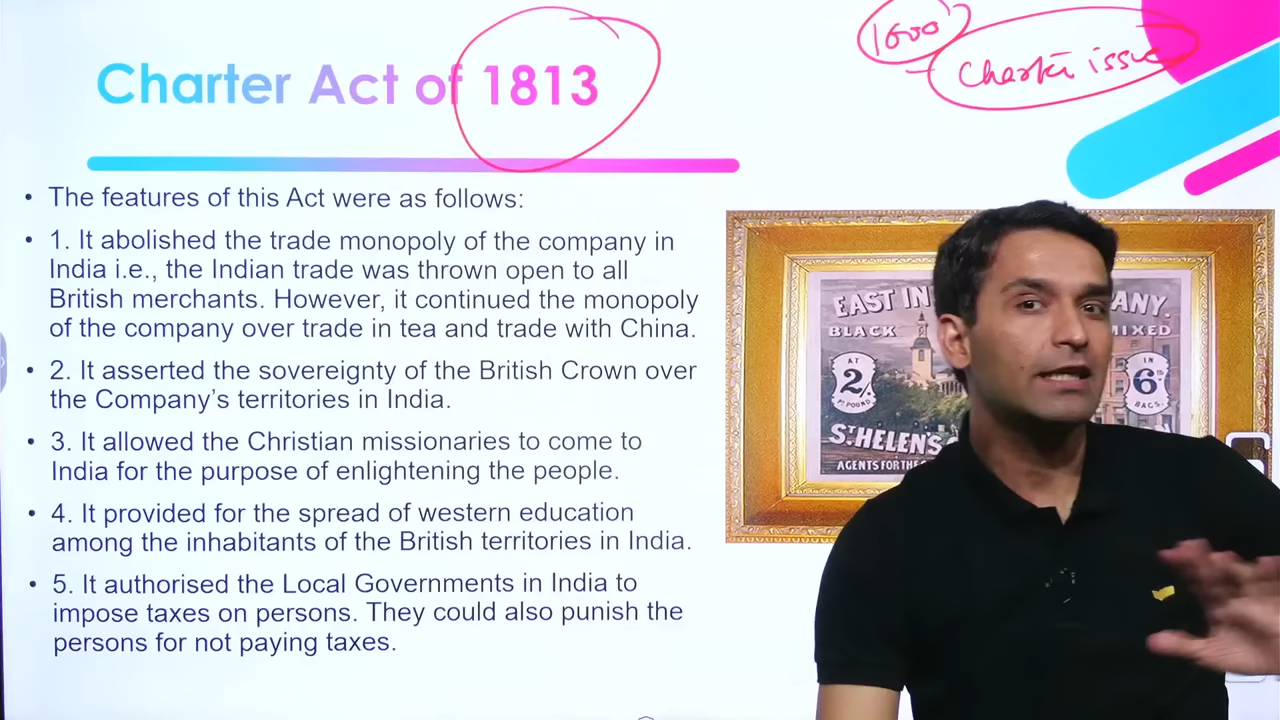 1600
Charter issue
Charter Act of 1813
• The features of this Act were as follows:
• 1. It abolished the trade monopoly of the company in
India i.e., the Indian trade was thrown open to all
British merchants. However, it continued the monopoly
of the company over trade in tea and trade with China.
• 2. It asserted the sovereignty of the British Crown over
the Company’s territories in India.
• 3. It allowed the Christian missionaries to come to
India for the purpose of enlightening the people.
• 4. It provided for the spread of western education
among the inhabitants of the British territories in India.
• 5. It authorised the Local Governments in India to
impose taxes on persons. They could also punish the
persons for not paying taxes.
EAST IN ANY.
BLACK MIXED
AT IN
2/. 6
BAGS.
ST HELEN'S
AGENTS FOR THE